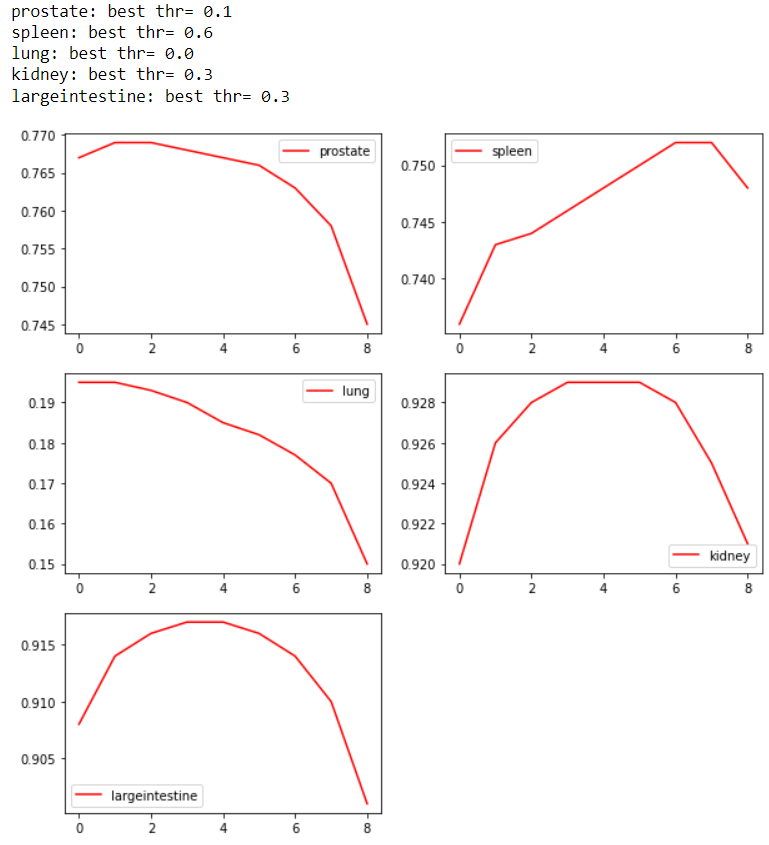 prostate: best thr= 0.1
spleen: best thr= 0.6
lung: best thr= 0.0
kidney: best thr= 0.3
largeintestine: best thr= 0.3
0.770
0.765
0.760
0.755
0.750
0.745
0 2 4 6 8
prostate
0.750
0.745
0.740
0 2 4 6 8
spleen
0.19
0.18
0.17
0.16
0.15
0 2 4 6 8
lung
0.928
0.926
0.924
0.922
0.920
0 2 4 6 8
kidney
0.915
0.910
0.905
0 2 4 6 8
largeintestine